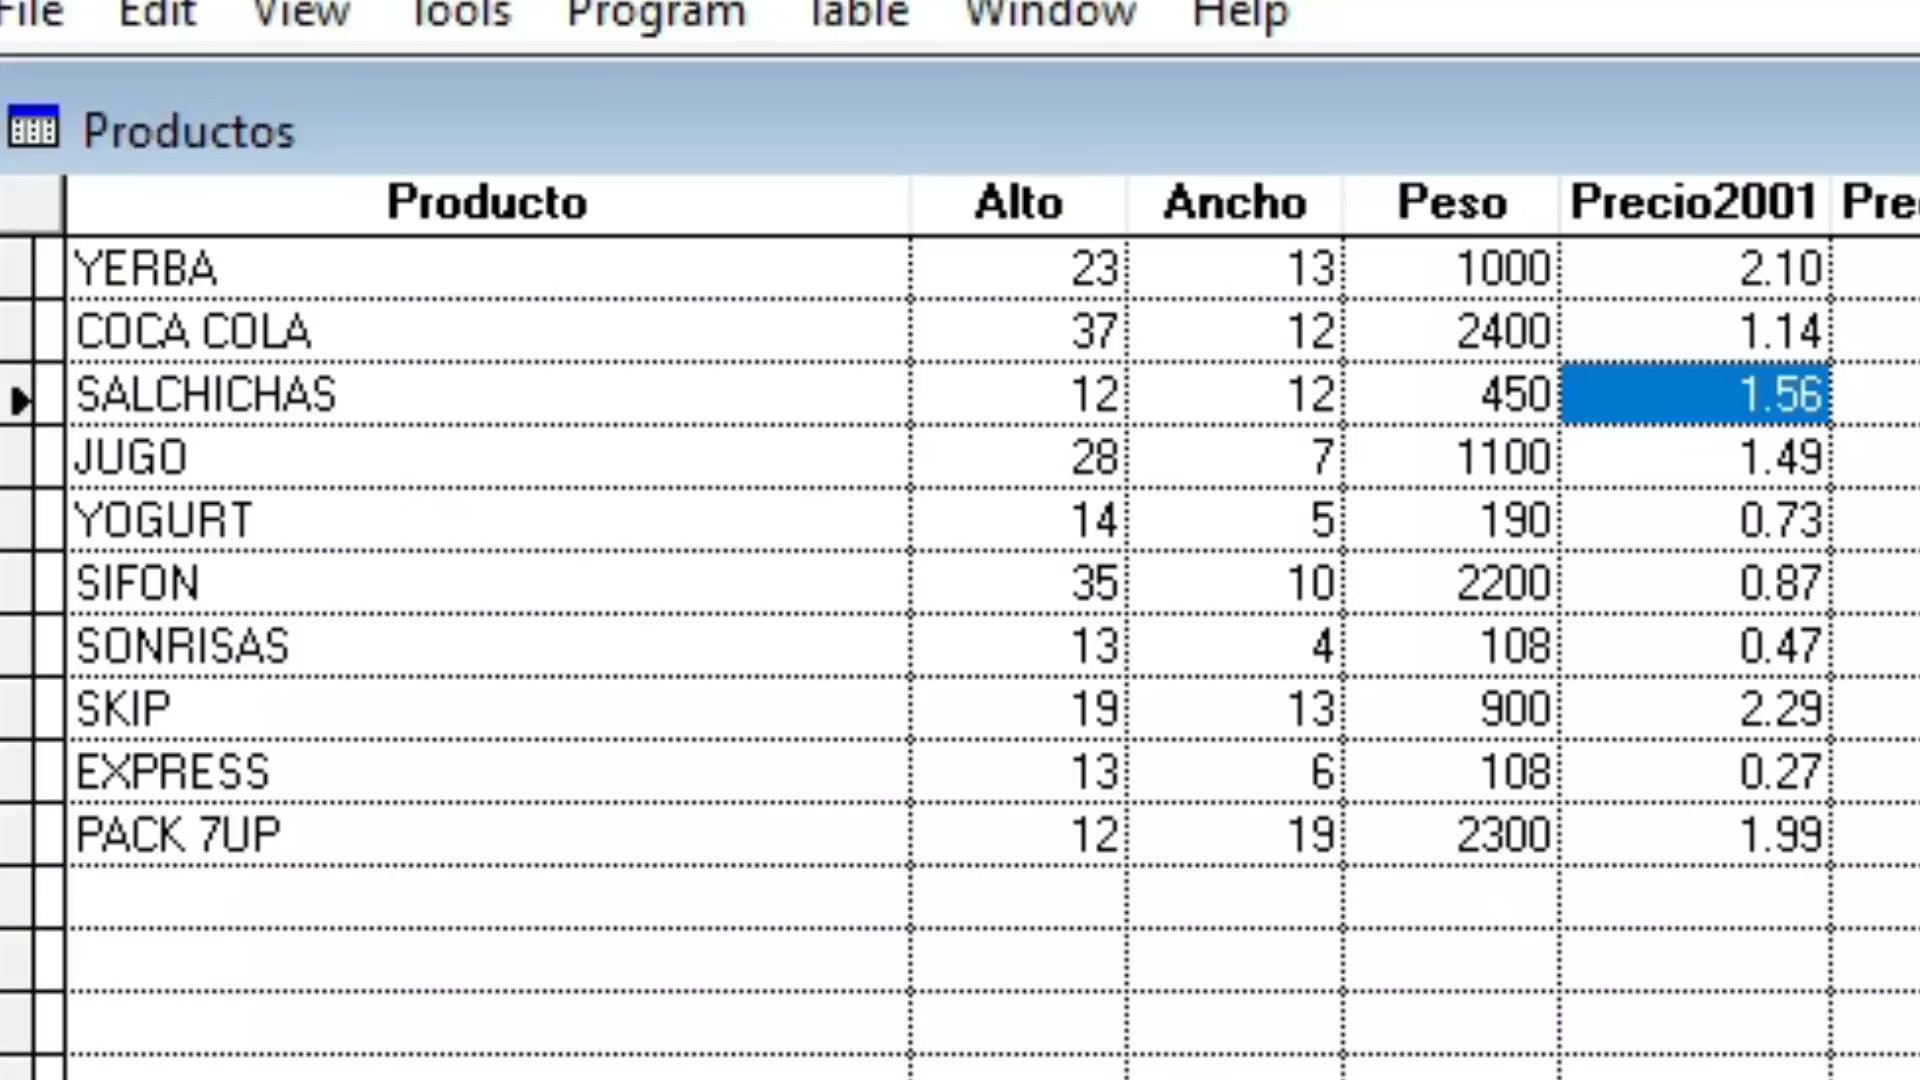 File Edit View Tools Program Table Window Help
Productos
Producto Alto Ancho Peso Precio2001
YERBA 23 13 1000 2.10
COCA COLA 37 12 2400 1.14
SALCHICHAS 12 12 450 1.56
JUGO 28 7 1100 1.49
YOGURT 14 5 190 0.73
SIFON 35 10 2200 0.87
SONRISAS 13 4 108 0.47
SKIP 19 13 900 2.29
EXPRESS 13 6 108 0.27
PACK 7UP 12 19 2300 1.99